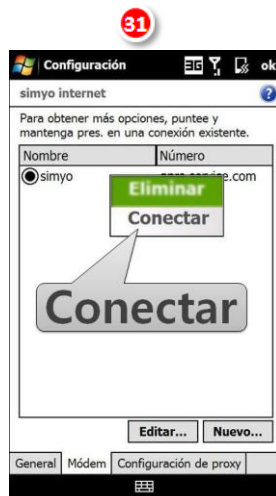 31
Configuración ok
simyo internet
Para obtener más opciones, puntee y
mantenga pres. en una conexión existente.
Nombre Número
simyo
Eliminar
Conectar
Conectar
Editar... Nuevo...
General Módem Configuración de proxy